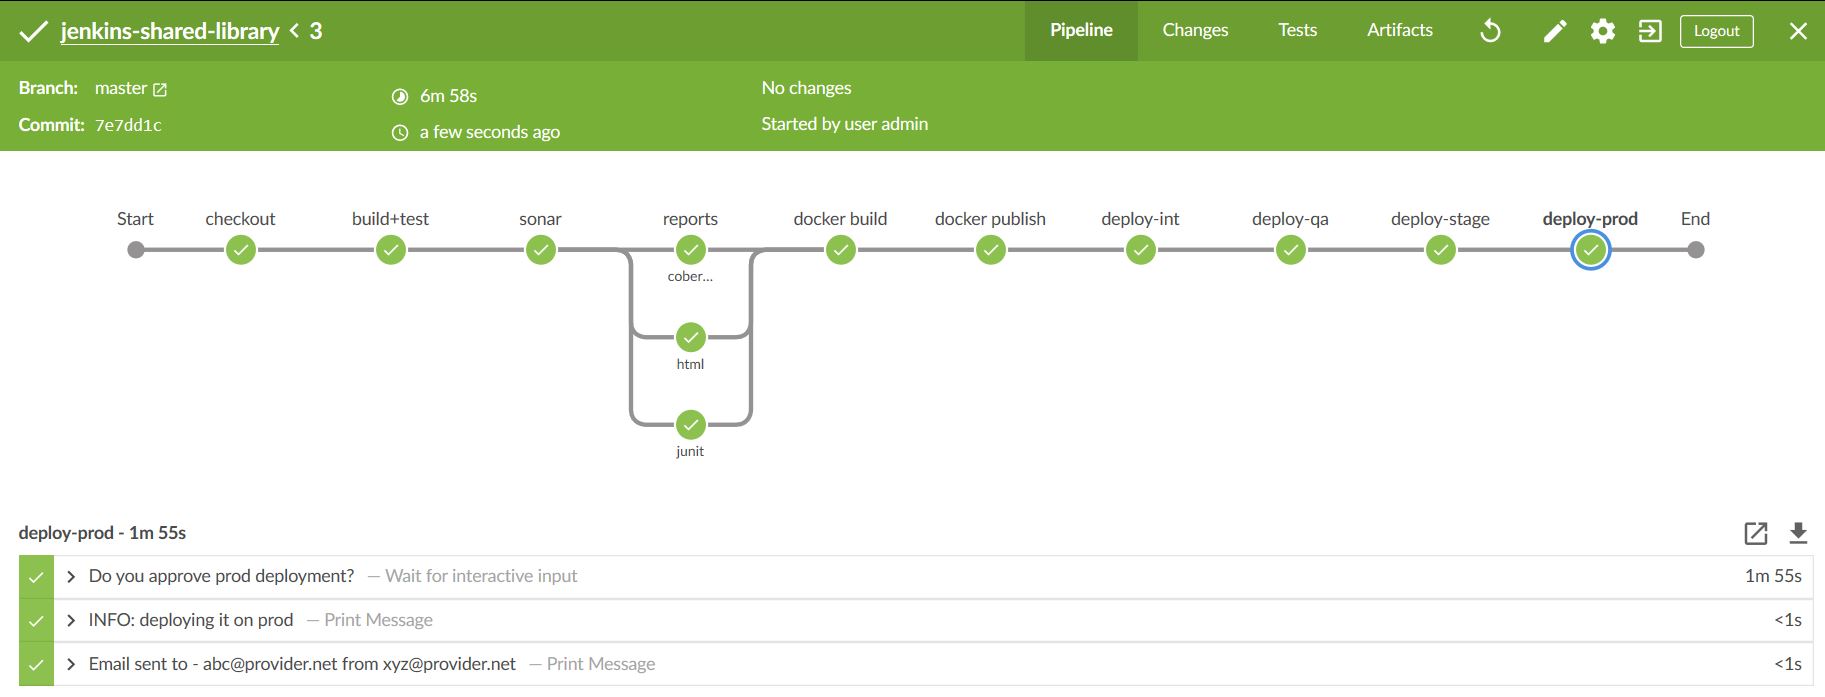 jenkins-shared-library < 3
Pipeline Changes Tests Artifacts Logout
Branch: master
6m 58s
No changes
Commit: 7e7dd1c
a few seconds ago
Started by user admin
Start checkout build+test sonar reports docker build docker publish deploy-int deploy-qa deploy-stage deploy-prod End
cober...
html
junit
deploy-prod - 1m 55s
Do you approve prod deployment? — Wait for interactive input 1m 55s
INFO: deploying it on prod — Print Message <1s
Email sent to - abc@provider.net from xyz@provider.net — Print Message <1s